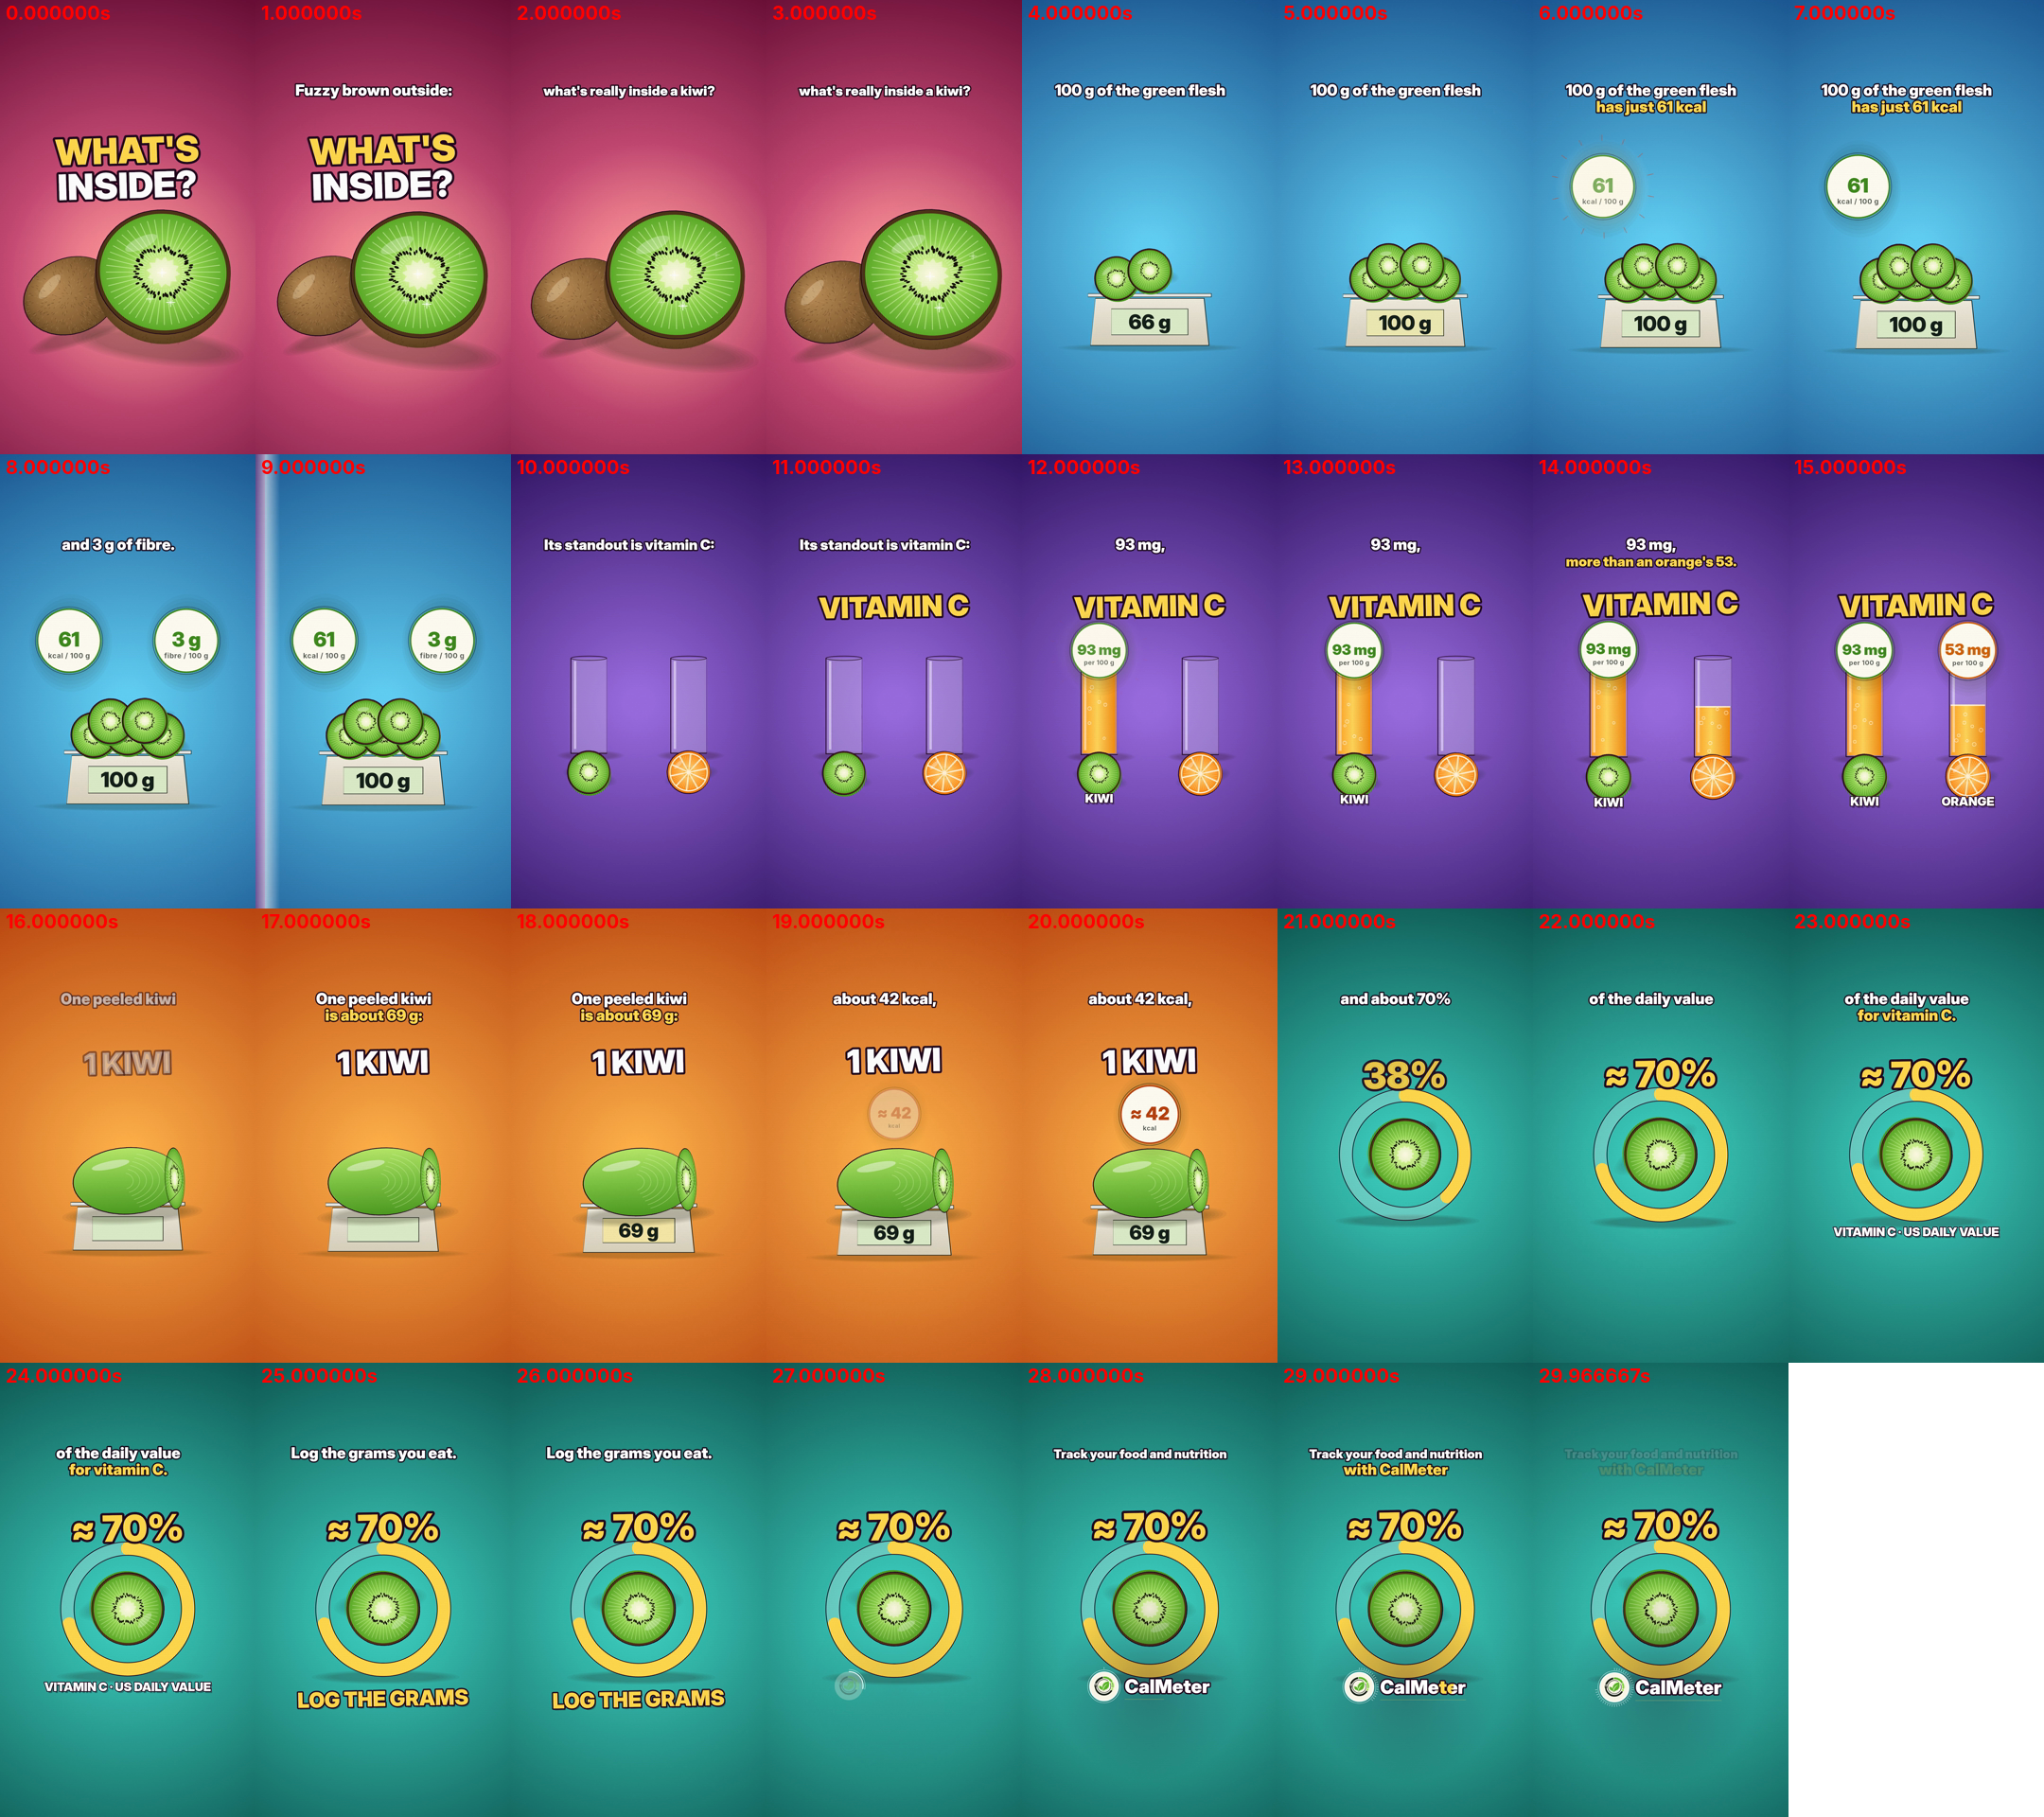 0.000000s
WHAT'S
INSIDE?
1.000000s
Fuzzy brown outside:
WHAT'S
INSIDE?
2.000000s
what's really inside a kiwi?
3.000000s
what's really inside a kiwi?
4.000000s
100 g of the green flesh
66 g
5.000000s
100 g of the green flesh
100 g
6.000000s
100 g of the green flesh
has just 61 kcal
61
kcal / 100 g
100 g
7.000000s
100 g of the green flesh
has just 61 kcal
61
kcal / 100 g
100 g
8.000000s
and 3 g of fibre.
61
kcal / 100 g
3 g
fibre / 100 g
100 g
9.000000s
61
kcal / 100 g
3 g
fibre / 100 g
100 g
10.000000s
Its standout is vitamin C:
11.000000s
Its standout is vitamin C:
VITAMIN C
12.000000s
93 mg,
VITAMIN C
93 mg
per 100 g
KIWI
13.000000s
93 mg,
VITAMIN C
93 mg
per 100 g
KIWI
14.000000s
93 mg,
more than an orange's 53.
VITAMIN C
93 mg
per 100 g
KIWI
15.000000s
VITAMIN C
93 mg
per 100 g
53 mg
per 100 g
KIWI
ORANGE
16.000000s
One peeled kiwi
1 KIWI
17.000000s
One peeled kiwi
is about 69 g:
1 KIWI
18.000000s
One peeled kiwi
is about 69 g:
1 KIWI
69 g
19.000000s
about 42 kcal,
1 KIWI
≈ 42
kcal
69 g
20.000000s
about 42 kcal,
1 KIWI
≈ 42
kcal
69 g
21.000000s
and about 70%
38%
22.000000s
of the daily value
≈ 70%
23.000000s
of the daily value
for vitamin C.
≈ 70%
VITAMIN C · US DAILY VALUE
24.000000s
of the daily value
for vitamin C.
≈ 70%
VITAMIN C · US DAILY VALUE
25.000000s
Log the grams you eat.
≈ 70%
LOG THE GRAMS
26.000000s
Log the grams you eat.
≈ 70%
LOG THE GRAMS
27.000000s
≈ 70%
28.000000s
Track your food and nutrition
≈ 70%
CalMeter
29.000000s
Track your food and nutrition
with CalMeter
≈ 70%
CalMeter
29.966667s
Track your food and nutrition
with CalMeter
≈ 70%
CalMeter